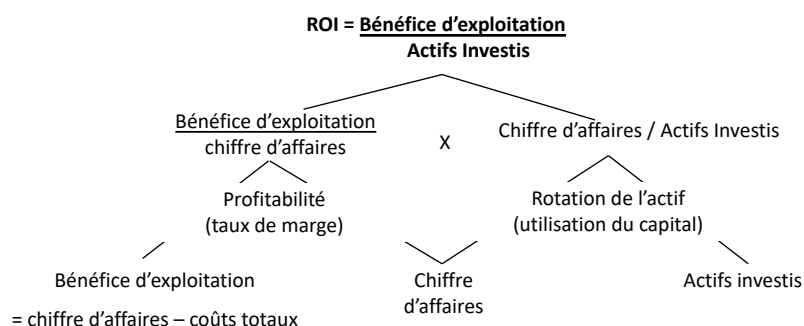 ROI = Bénéfice d’exploitation
Actifs Investis
Bénéfice d’exploitation
chiffre d’affaires
X
Chiffre d’affaires / Actifs Investis
Profitabilité
(taux de marge)
Rotation de l’actif
(utilisation du capital)
Bénéfice d’exploitation
= chiffre d’affaires – coûts totaux
Chiffre
d’affaires
Actifs investis